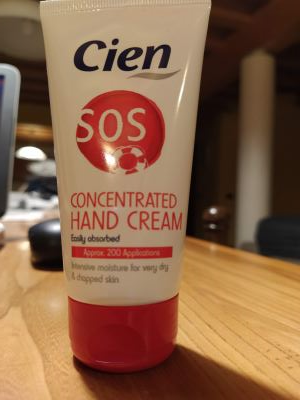 Cien
SOS
CONCENTRATED
HAND CREAM
Easily absorbed
Approx. 200 Applications
Intensive moisture for very dry
& chapped skin